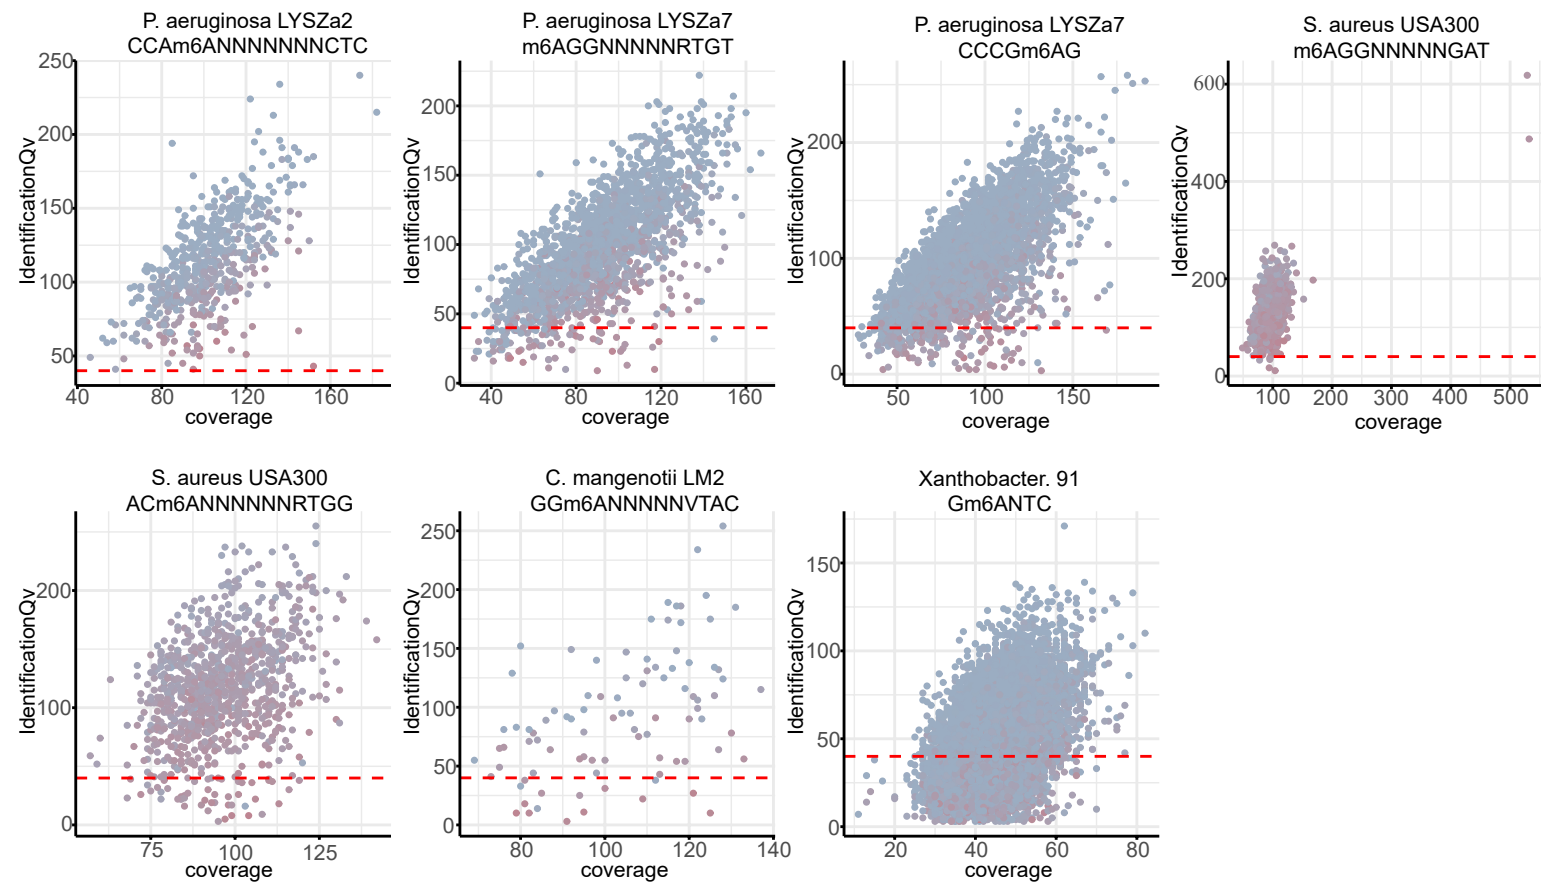 P. aeruginosa LYSZa2
CCAm6ANNNNNNNCTC
250
200
150
100
50
IdentificationQv
40
80
120
160
coverage
P. aeruginosa LYSZa7
m6AGGNNNNNRTGT
200
150
100
50
0
IdentificationQv
40
80
120
160
coverage
P. aeruginosa LYSZa7
CCCGm6AG
200
100
0
IdentificationQv
50
100
150
coverage
S. aureus USA300
m6AGGNNNNNGAT
600
400
200
0
IdentificationQv
100
200
300
400
500
coverage
S. aureus USA300
ACm6ANNNNNNRTGG
200
100
0
IdentificationQv
75
100
125
coverage
C. mangenotii LM2
GGm6ANNNNNVTAC
250
200
150
100
50
0
IdentificationQv
80
100
120
140
coverage
Xanthobacter. 91
Gm6ANTC
150
100
50
0
IdentificationQv
20
40
60
80
coverage